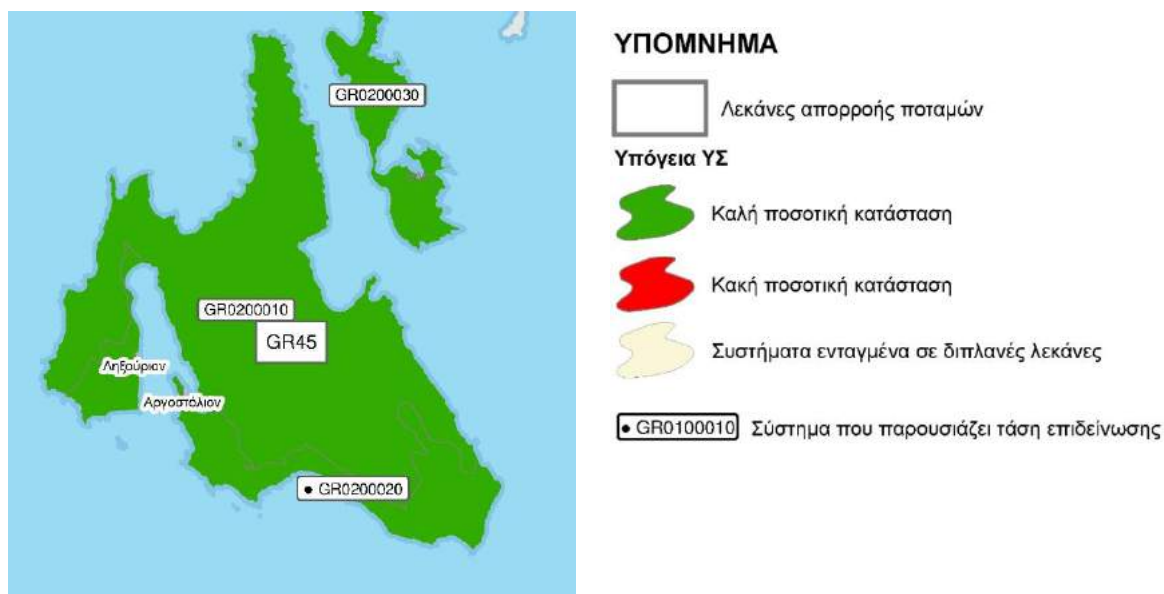 GR0200030
GR0200010
GR45
Ληξούριον
Αργοστόλιον
• GR0200020
ΥΠΟΜΝΗΜΑ
Λεκάνες απορροής ποταμών
Υπόγεια ΥΣ
Καλή ποσοτική κατάσταση
Κακή ποσοτική κατάσταση
Συστήματα ενταγμένα σε διπλανές λεκάνες
• GR0100010 Σύστημα που παρουσιάζει τάση επιδείνωσης